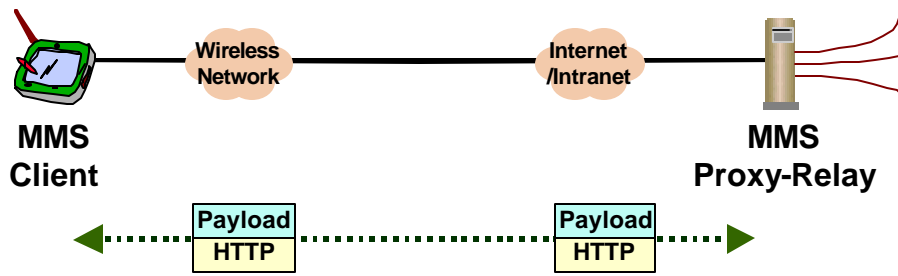 Wireless
Network
Internet
/Intranet
MMS
Client
MMS
Proxy-Relay
Payload
HTTP
Payload
HTTP